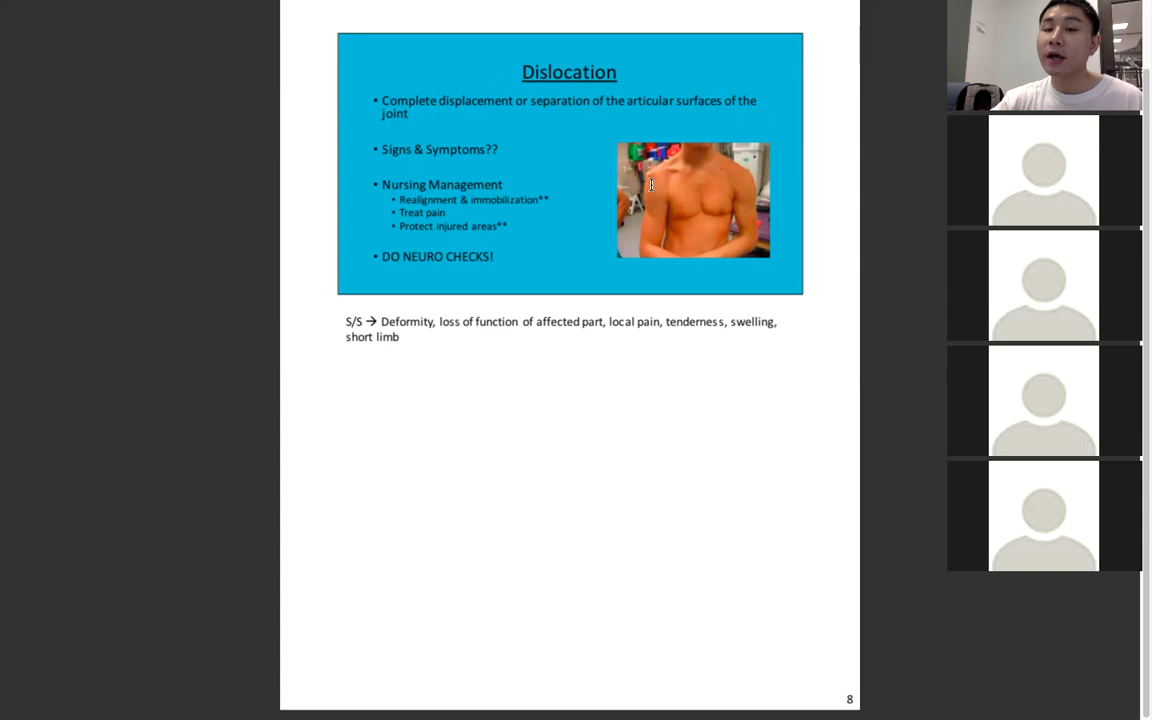 Dislocation
• Complete displacement or separation of the articular surfaces of the
joint
• Signs & Symptoms??
• Nursing Management
• Realignment & immobilization**
• Treat pain
• Protect injured areas**
• DO NEURO CHECKS!
S/S → Deformity, loss of function of affected part, local pain, tenderness, swelling,
short limb
8